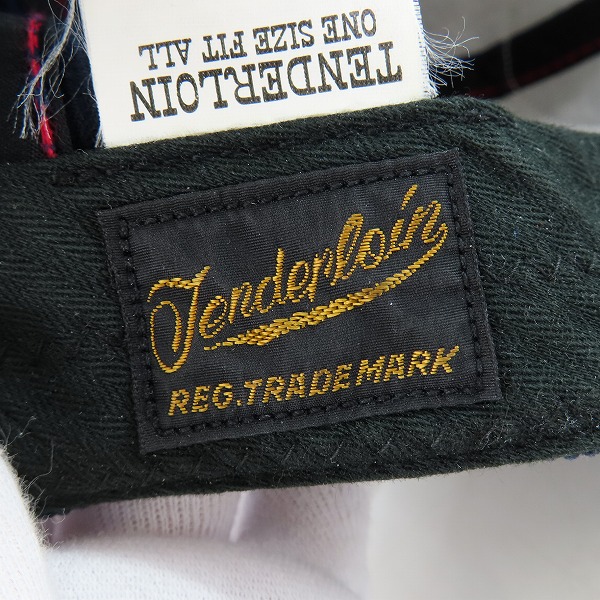 TENDERLOIN
ONE SIZE FIT ALL
Tenderloin
REG. TRADE MARK